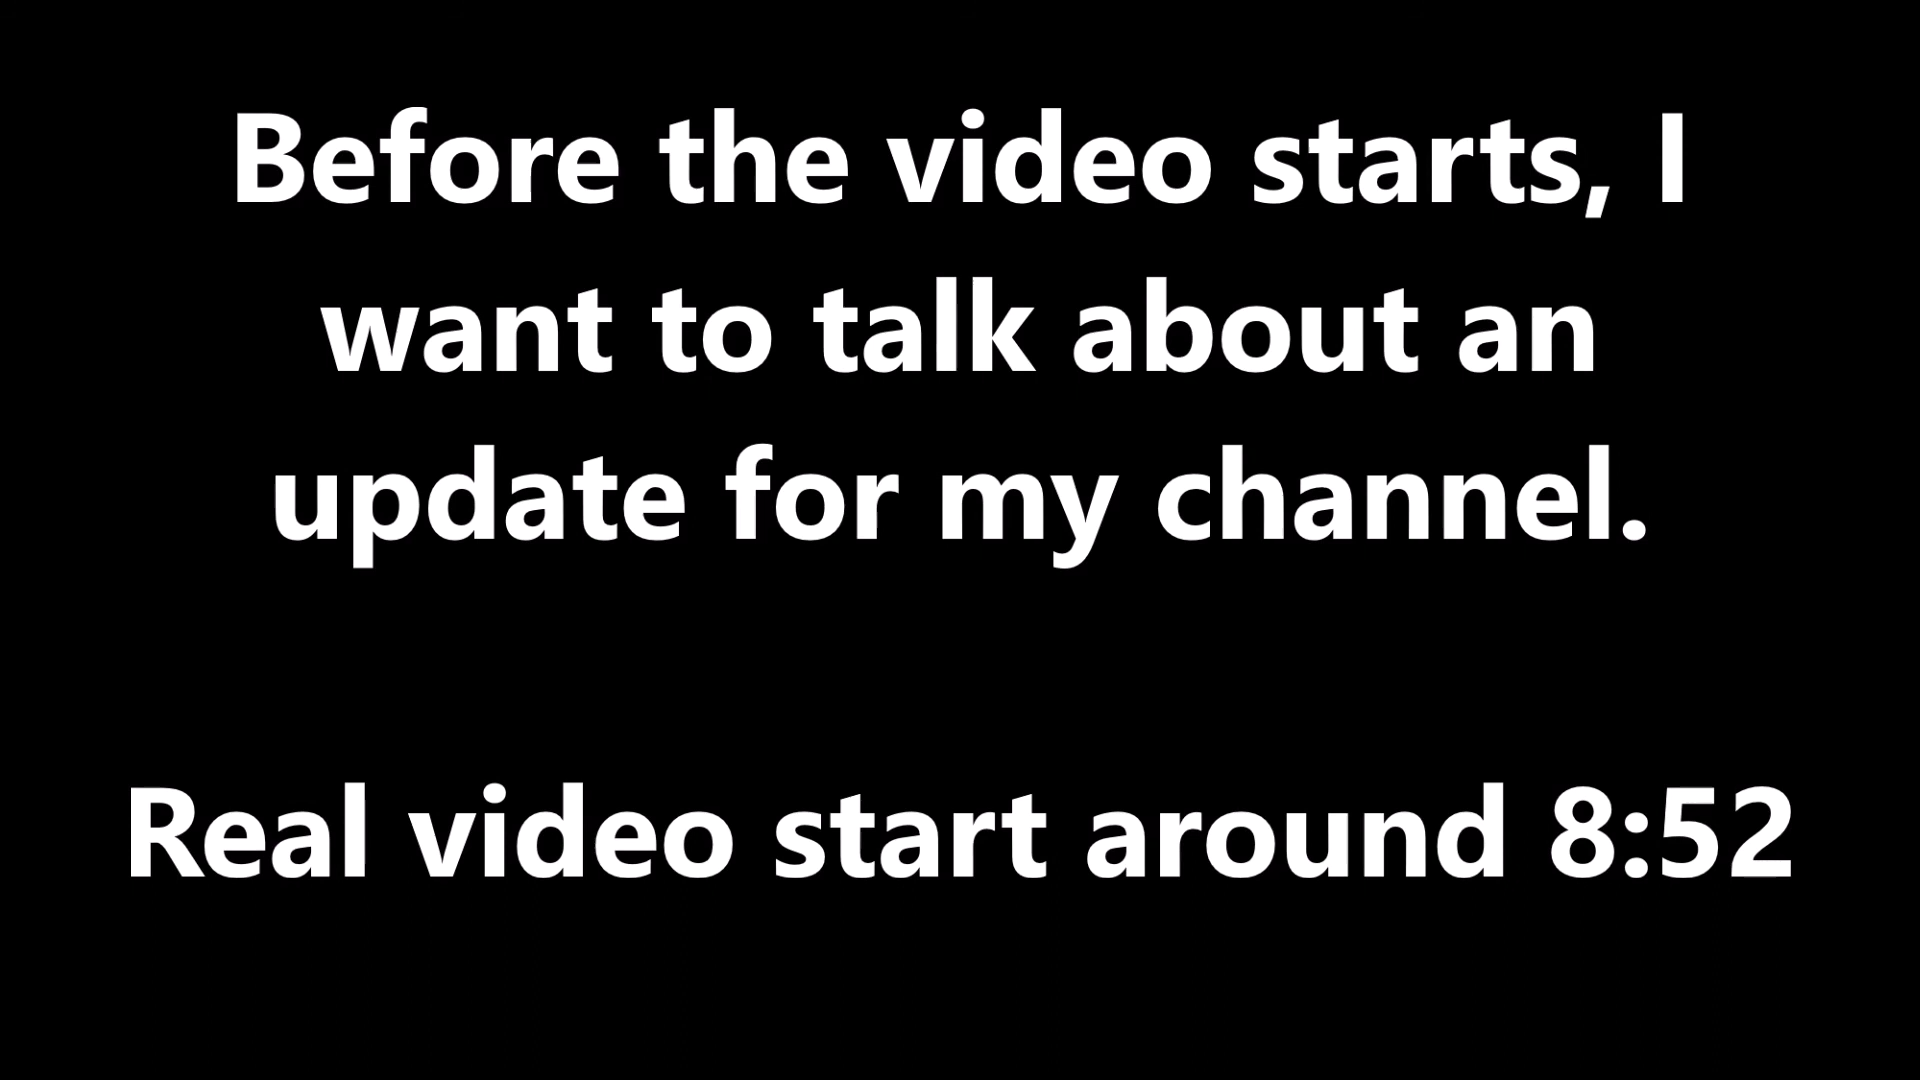 Before the video starts, I
want to talk about an
update for my channel.
Real video start around 8:52